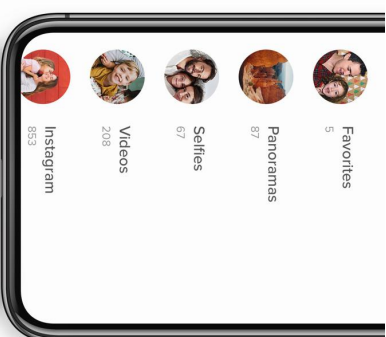 Favorites
5
Panoramas
87
Selfies
67
Videos
208
Instagram
853